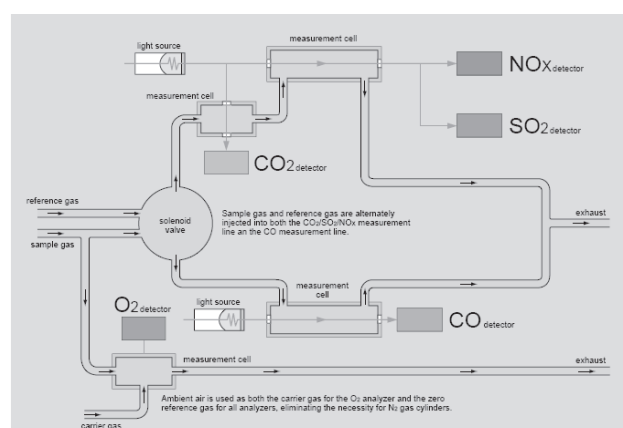 measurement cell
light source
NOx detector
measurement cell
SO2 detector
CO2 detector
reference gas
solenoid
valve
sample gas
Sample gas and reference gas are alternately
injected into both the CO2/SO2/NOx measurement
line an the CO measurement line.
exhaust
measurement
cell
light source
O2 detector
CO detector
measurement cell
exhaust
Ambient air is used as both the carrier gas for the O2 analyzer and the zero
reference gas for all analyzers, eliminating the necessity for N2 gas cylinders.
carrier gas